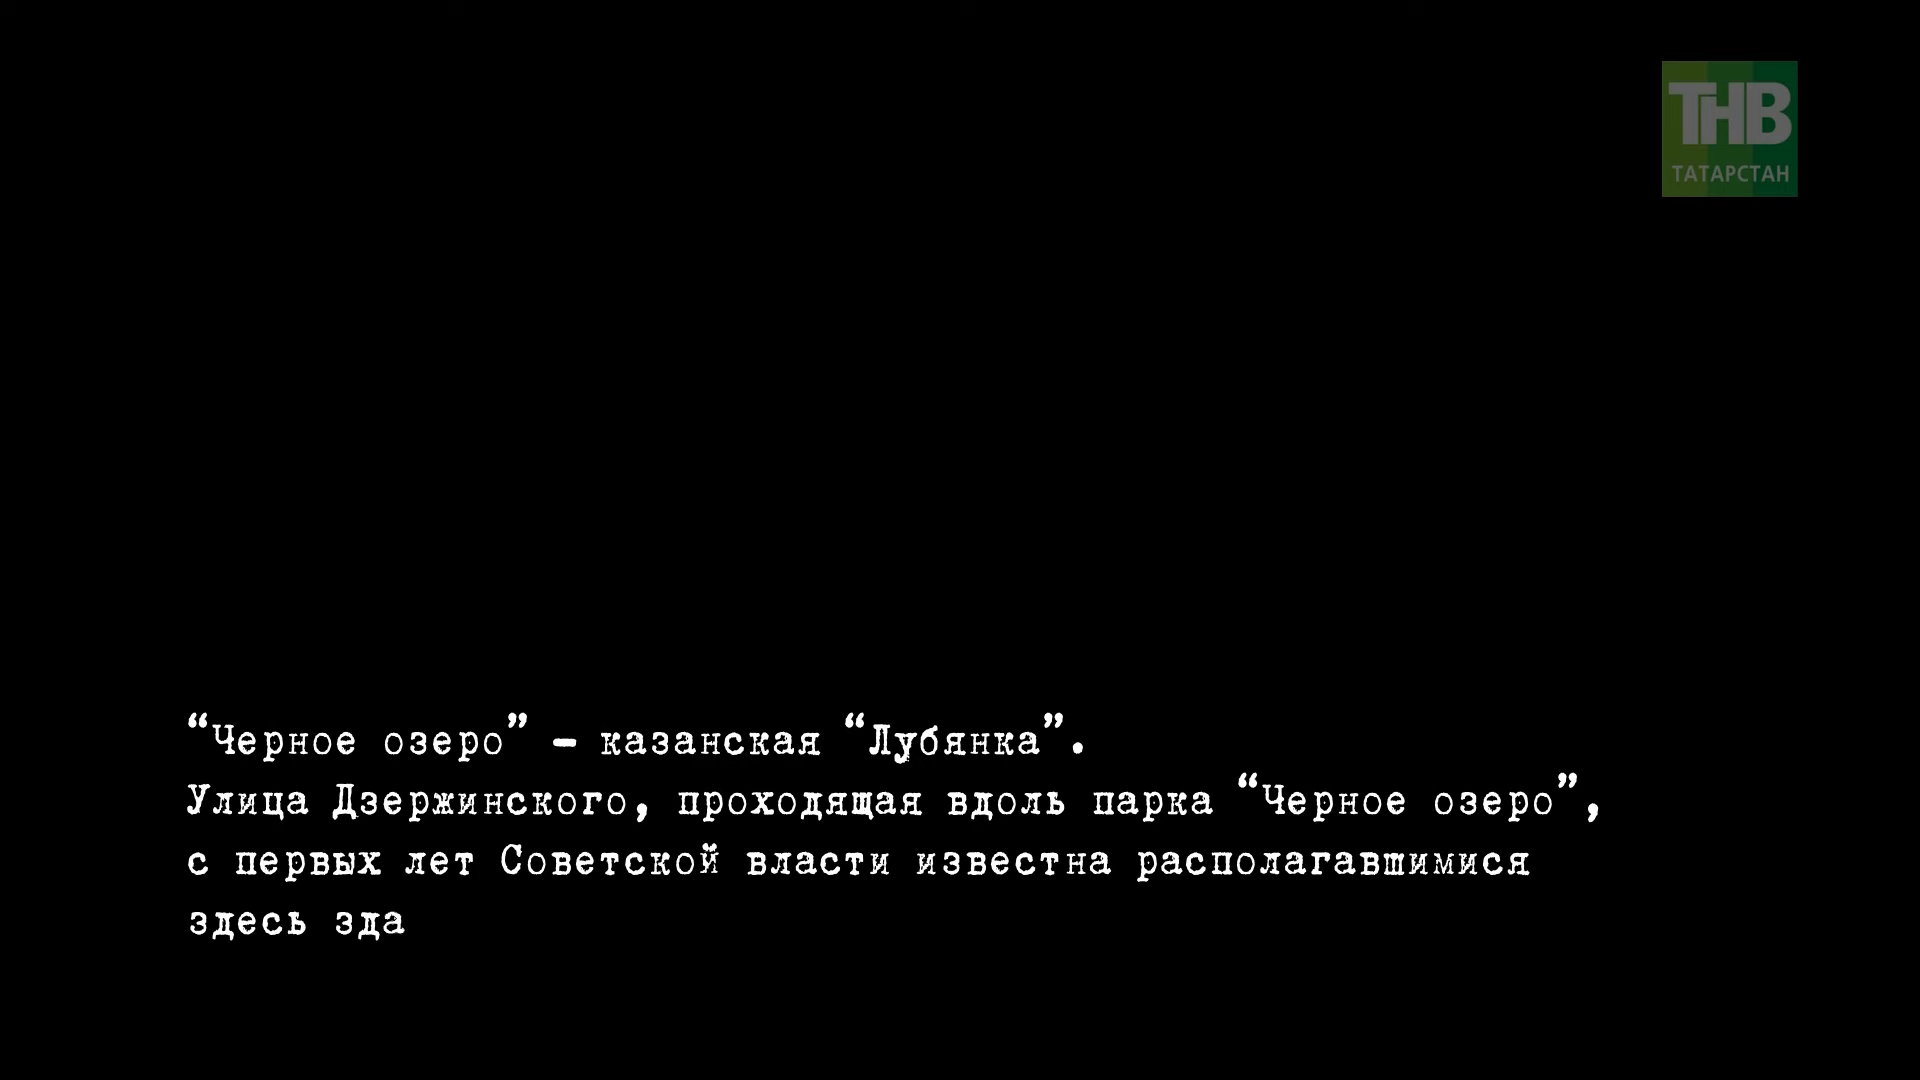 ТНВ
ТАТАРСТАН
“Черное озеро” – казанская “Лубянка”.
Улица Дзержинского, проходящая вдоль парка “Черное озеро”,
с первых лет Советской власти известна располагавшимися
здесь зда